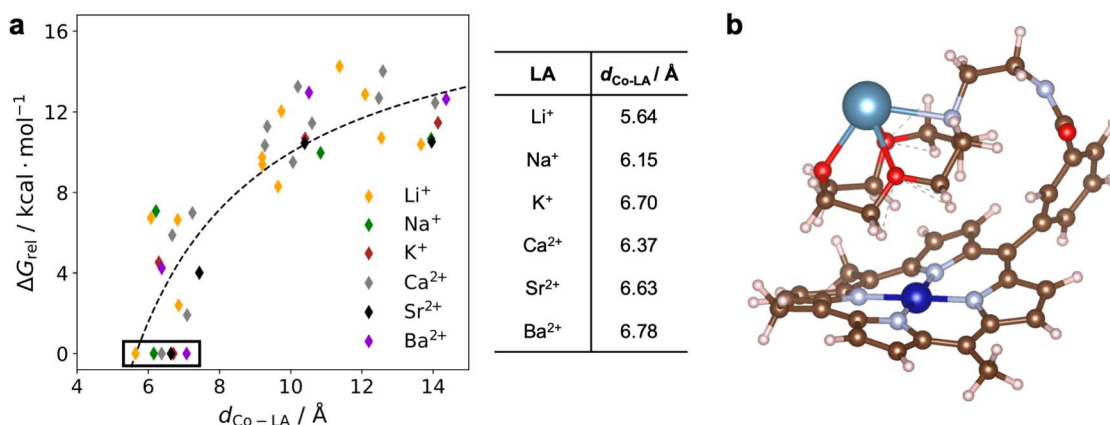 a
16
12
8
4
0
4 6 8 10 12 14
ΔG_rel / kcal · mol⁻¹
d_Co–LA / Å
Li⁺
Na⁺
K⁺
Ca²⁺
Sr²⁺
Ba²⁺
LA d_Co-LA / Å
Li⁺ 5.64
Na⁺ 6.15
K⁺ 6.70
Ca²⁺ 6.37
Sr²⁺ 6.63
Ba²⁺ 6.78
b